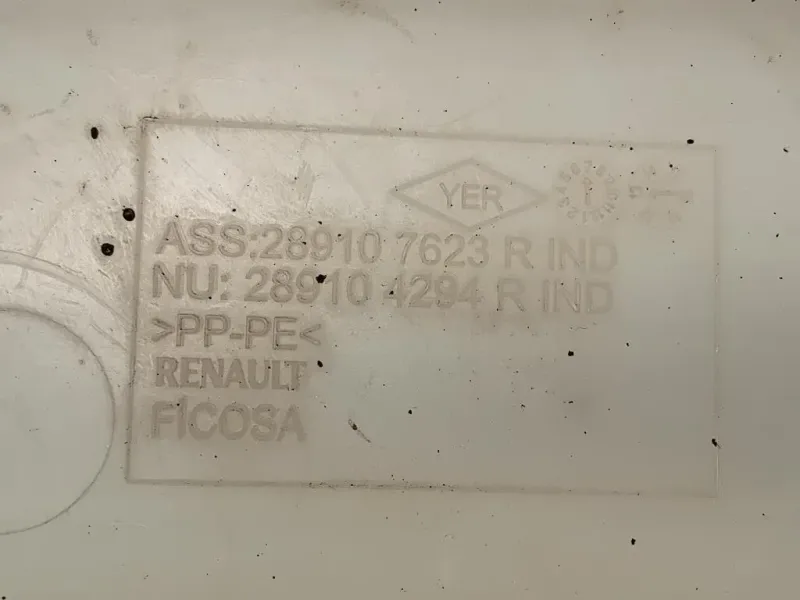 YER
ASS:28910 7623 R IND
NU: 28910 4294 R IND
>PP-PE<
RENAULT
FICOSA